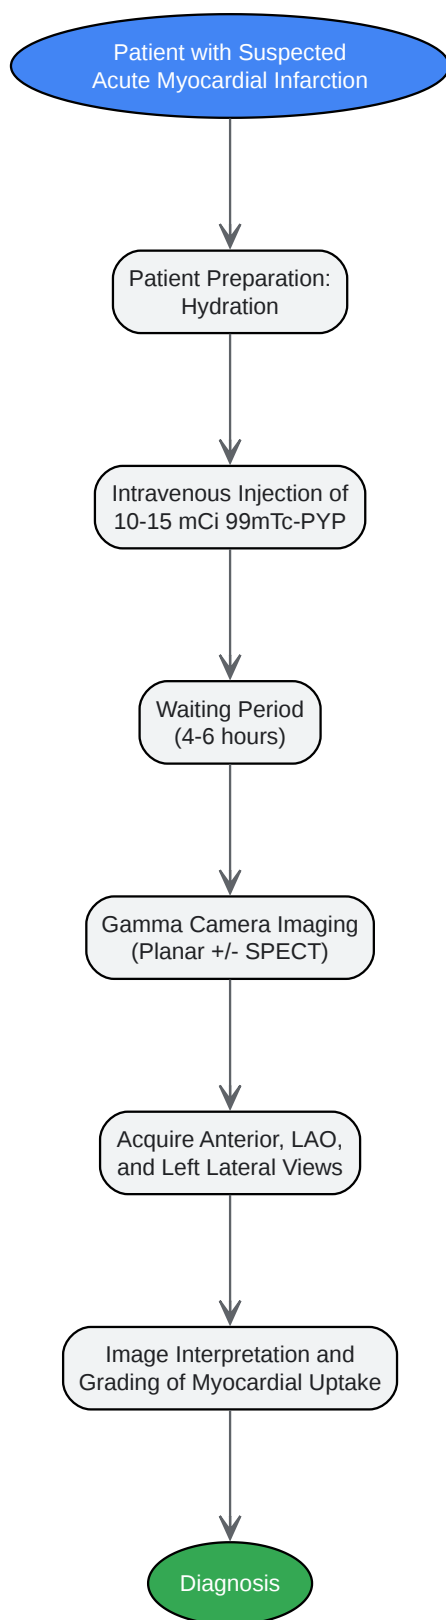 Patient with Suspected
Acute Myocardial Infarction
Patient Preparation:
Hydration
Intravenous Injection of
10-15 mCi 99mTc-PYP
Waiting Period
(4-6 hours)
Gamma Camera Imaging
(Planar +/- SPECT)
Acquire Anterior, LAO,
and Left Lateral Views
Image Interpretation and
Grading of Myocardial Uptake
Diagnosis